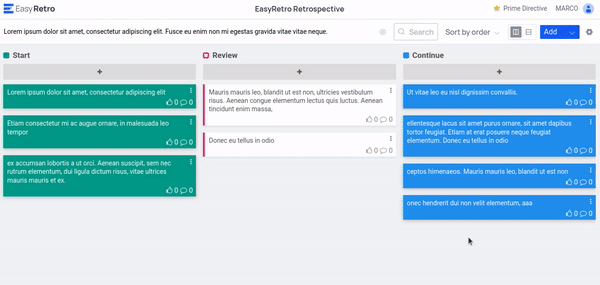 EasyRetro
EasyRetro Retrospective
Prime Directive
MARCO
Lorem ipsum dolor sit amet, consectetur adipiscing elit. Fusce eu enim non mi egestas gravida vitae vitae neque.
Search
Sort by order
Add
Start
+
Lorem ipsum dolor sit amet, consectetur adipiscing elit
0 0
Etiam consectetur mi ac augue ornare, in malesuada leo
tempor
0 0
ex accumsan lobortis a ut orci. Aenean suscipit, sem nec
rutrum elementum, dui ligula dictum risus, vitae ultrices
mauris mauris et ex.
0 0
Review
+
Mauris mauris leo, blandit ut est non, ultricies vestibulum
risus. Aenean congue elementum lectus quis luctus. Aenean
tincidunt enim massa,
0 0
Donec eu tellus in odio
0 0
Continue
+
Ut vitae leo eu nisl dignissim convallis.
0 0
ellentesque lacus sit amet purus ornare, sit amet dapibus
tortor feugiat. Etiam at erat posuere neque feugiat
elementum. Donec eu tellus in odio
0 0
ceptos himenaeos. Mauris mauris leo, blandit ut est non
0 0
onec hendrerit dui non velit elementum, aaa
0 0